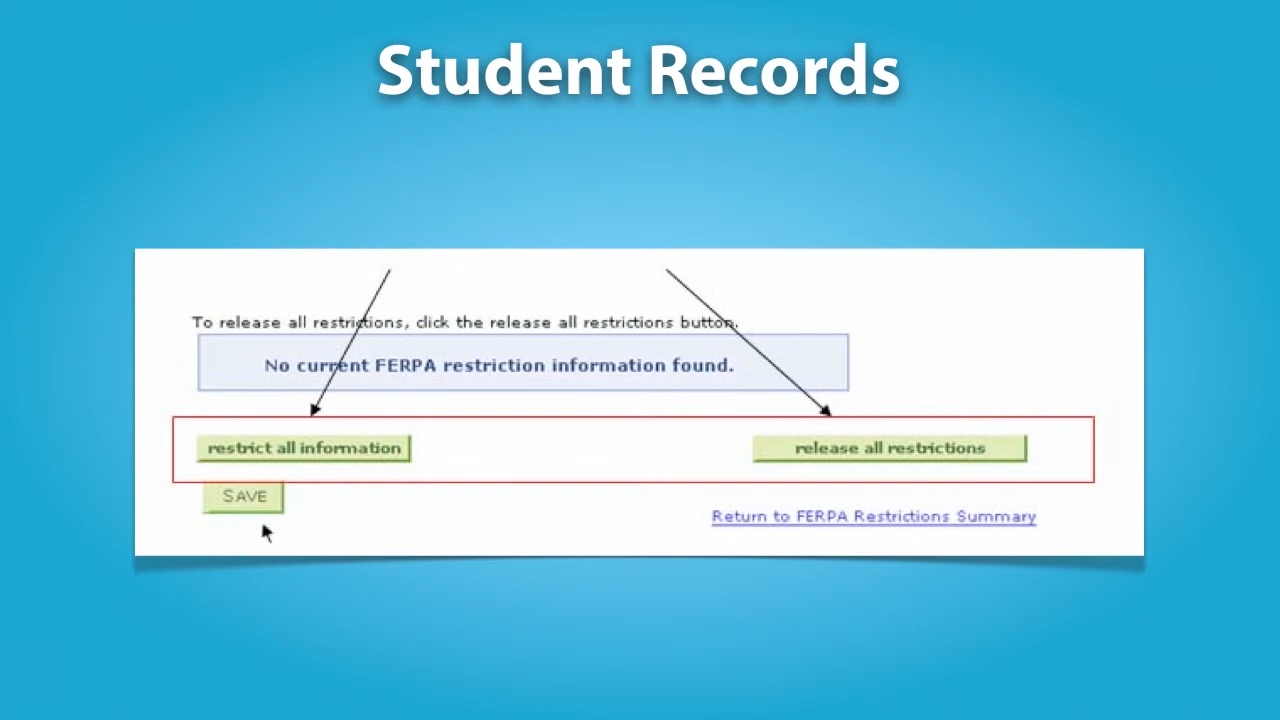 Student Records
To release all restrictions, click the release all restrictions button.
No current FERPA restriction information found.
restrict all information
release all restrictions
SAVE
Return to FERPA Restrictions Summary